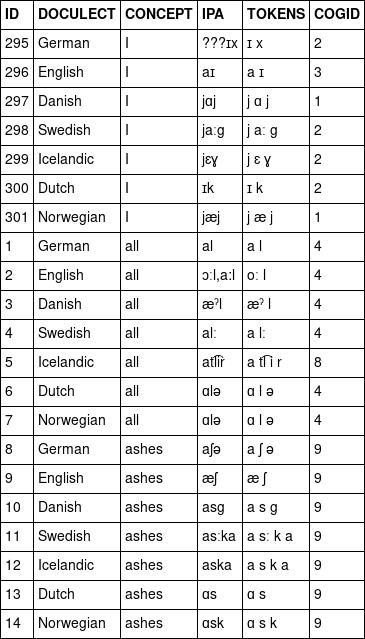 ID DOCULECT CONCEPT IPA TOKENS COGID
295 German I ???ɪx ɪ x 2
296 English I aɪ a ɪ 3
297 Danish I jɑj j ɑ j 1
298 Swedish I jaːg j aː g 2
299 Icelandic I jɛɣ j ɛ ɣ 2
300 Dutch I ɪk ɪ k 2
301 Norwegian I jæj j æ j 1
1 German all al a l 4
2 English all ɔːl,aːl oː l 4
3 Danish all æˀl æˀ l 4
4 Swedish all alː a lː 4
5 Icelandic all at͡l̥ir̥ a t͡l̥ i r 8
6 Dutch all ɑlə ɑ l ə 4
7 Norwegian all ɑlə ɑ l ə 4
8 German ashes aʃə a ʃ ə 9
9 English ashes æʃ æ ʃ 9
10 Danish ashes asg a s g 9
11 Swedish ashes asːka a sː k a 9
12 Icelandic ashes aska a s k a 9
13 Dutch ashes ɑs ɑ s 9
14 Norwegian ashes ɑsk ɑ s k 9